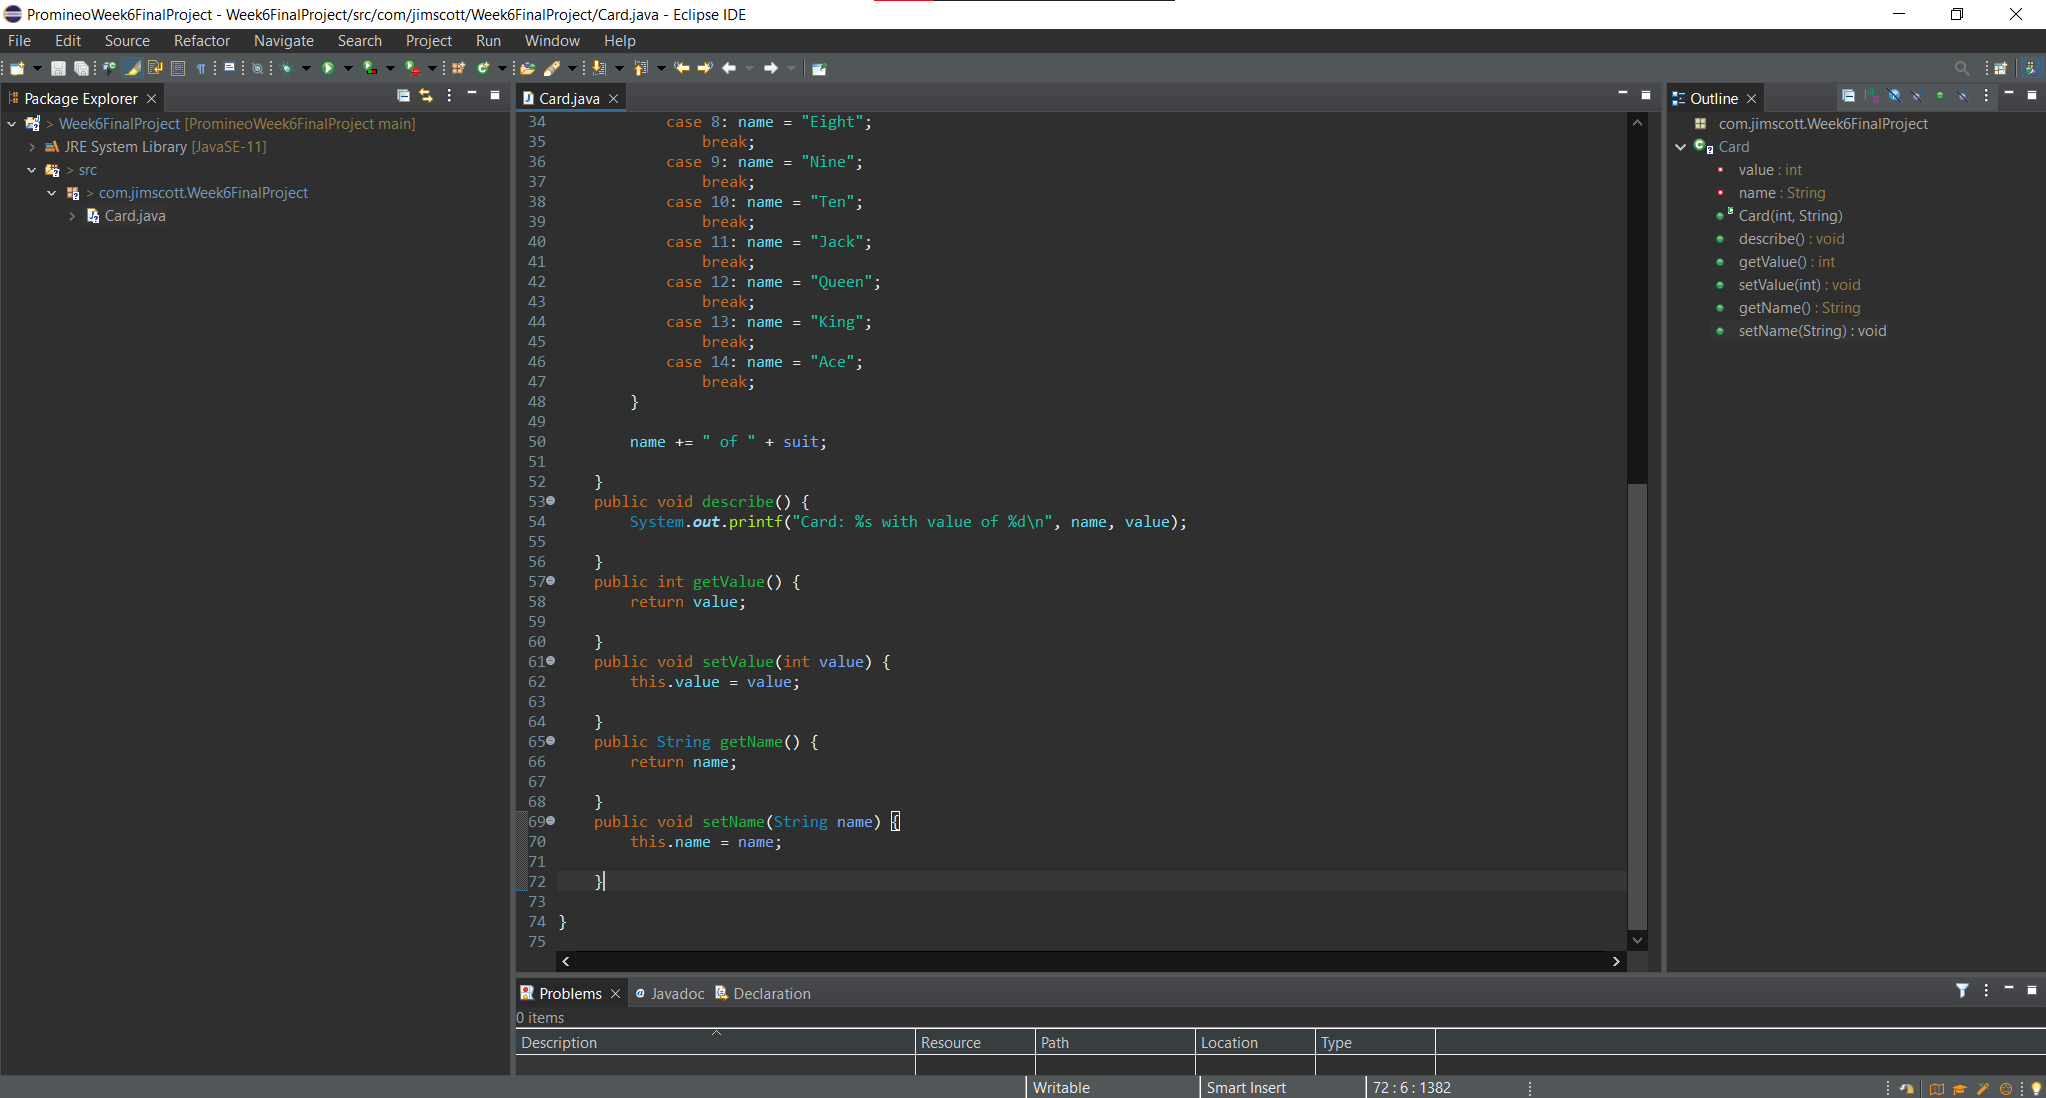 PromineoWeek6FinalProject - Week6FinalProject/src/com/jimscott/Week6FinalProject/Card.java - Eclipse IDE
File Edit Source Refactor Navigate Search Project Run Window Help
Package Explorer
> Week6FinalProject [PromineoWeek6FinalProject main]
JRE System Library [JavaSE-11]
> src
> com.jimscott.Week6FinalProject
Card.java
Card.java
34 case 8: name = "Eight";
35 break;
36 case 9: name = "Nine";
37 break;
38 case 10: name = "Ten";
39 break;
40 case 11: name = "Jack";
41 break;
42 case 12: name = "Queen";
43 break;
44 case 13: name = "King";
45 break;
46 case 14: name = "Ace";
47 break;
48 }
49
50 name += " of " + suit;
51
52 }
53 public void describe() {
54 System.out.printf("Card: %s with value of %d\n", name, value);
55
56 }
57 public int getValue() {
58 return value;
59
60 }
61 public void setValue(int value) {
62 this.value = value;
63
64 }
65 public String getName() {
66 return name;
67
68 }
69 public void setName(String name) {
70 this.name = name;
71
72 }
73
74 }
75
Outline
com.jimscott.Week6FinalProject
Card
value : int
name : String
Card(int, String)
describe() : void
getValue() : int
setValue(int) : void
getName() : String
setName(String) : void
Problems @ Javadoc Declaration
0 items
Description Resource Path Location Type
Writable Smart Insert 72 : 6 : 1382